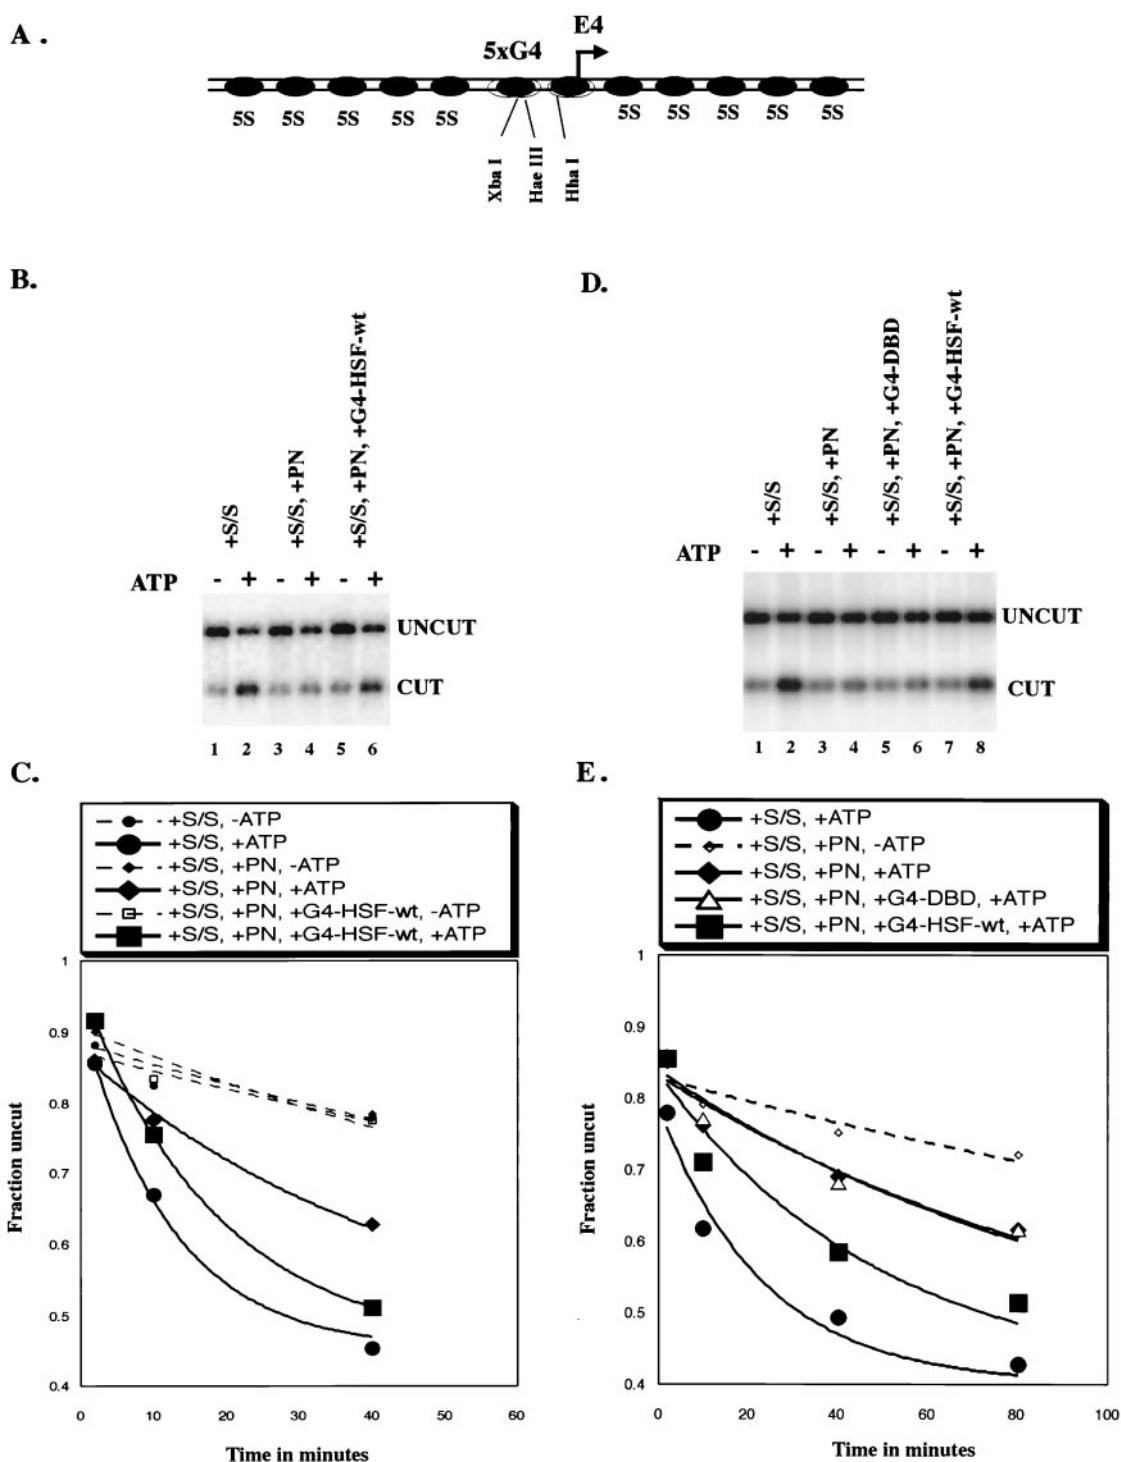 A .
E4
5xG4
5S 5S 5S 5S 5S 5S 5S 5S 5S 5S
Xba I
Hae III
Hha I
B.
+S/S
+S/S, +PN
+S/S, +PN, +G4-HSF-wt
ATP - + - + - +
UNCUT
CUT
1 2 3 4 5 6
D.
+S/S
+S/S, +PN
+S/S, +PN, +G4-DBD
+S/S, +PN, +G4-HSF-wt
ATP - + - + - + - +
UNCUT
CUT
1 2 3 4 5 6 7 8
C.
+S/S, -ATP
+S/S, +ATP
+S/S, +PN, -ATP
+S/S, +PN, +ATP
+S/S, +PN, +G4-HSF-wt, -ATP
+S/S, +PN, +G4-HSF-wt, +ATP
1
0.9
0.8
0.7
0.6
0.5
0.4
Fraction uncut
0 10 20 30 40 50 60
Time in minutes
E .
+S/S, +ATP
+S/S, +PN, -ATP
+S/S, +PN, +ATP
+S/S, +PN, +G4-DBD, +ATP
+S/S, +PN, +G4-HSF-wt, +ATP
1
0.9
0.8
0.7
0.6
0.5
0.4
Fraction uncut
0 20 40 60 80 100
Time in minutes